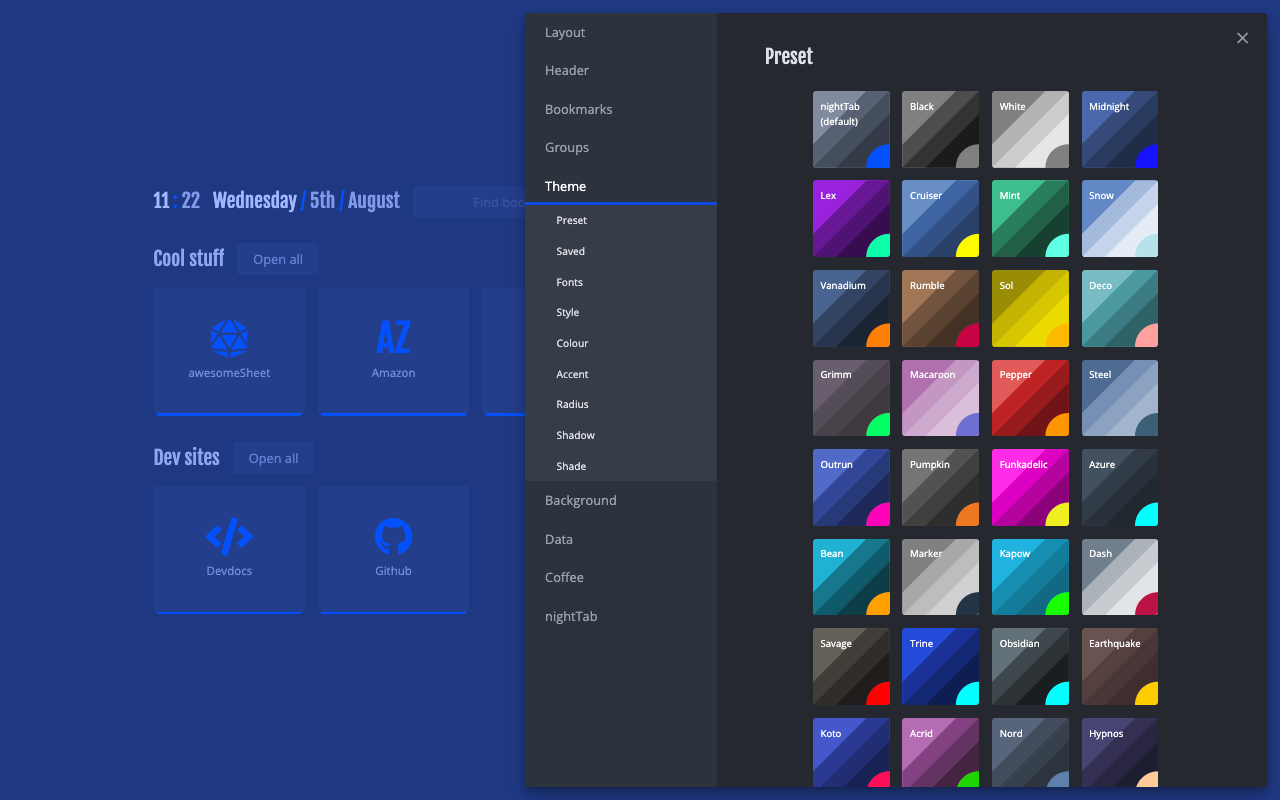 11 : 22 Wednesday / 5th / August
Find boo
Cool stuff
Open all
awesomeSheet
AZ
Amazon
Dev sites
Open all
Devdocs
Github
Layout
Header
Bookmarks
Groups
Theme
Preset
Saved
Fonts
Style
Colour
Accent
Radius
Shadow
Shade
Background
Data
Coffee
nightTab
Preset
nightTab
(default)
Black
White
Midnight
Lex
Cruiser
Mint
Snow
Vanadium
Rumble
Sol
Deco
Grimm
Macaroon
Pepper
Steel
Outrun
Pumpkin
Funkadelic
Azure
Bean
Marker
Kapow
Dash
Savage
Trine
Obsidian
Earthquake
Koto
Acrid
Nord
Hypnos